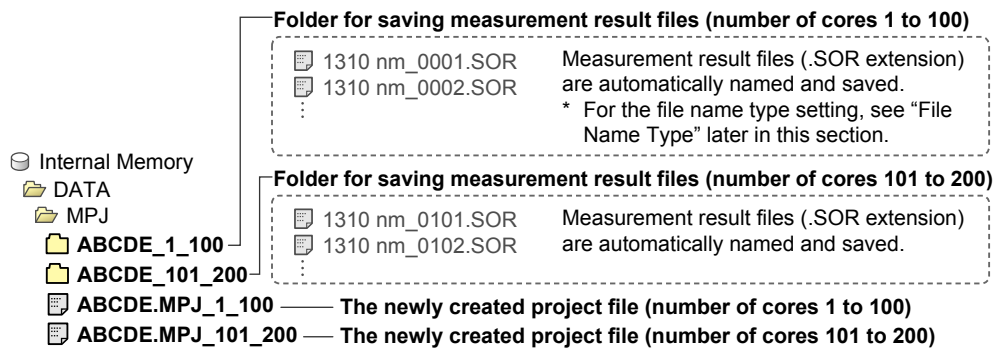 Folder for saving measurement result files (number of cores 1 to 100)
1310 nm_0001.SOR
1310 nm_0002.SOR
Measurement result files (.SOR extension)
are automatically named and saved.
* For the file name type setting, see “File
Name Type” later in this section.
Internal Memory
DATA
MPJ
ABCDE_1_100
ABCDE_101_200
Folder for saving measurement result files (number of cores 101 to 200)
1310 nm_0101.SOR
1310 nm_0102.SOR
Measurement result files (.SOR extension)
are automatically named and saved.
ABCDE.MPJ_1_100 The newly created project file (number of cores 1 to 100)
ABCDE.MPJ_101_200 The newly created project file (number of cores 101 to 200)